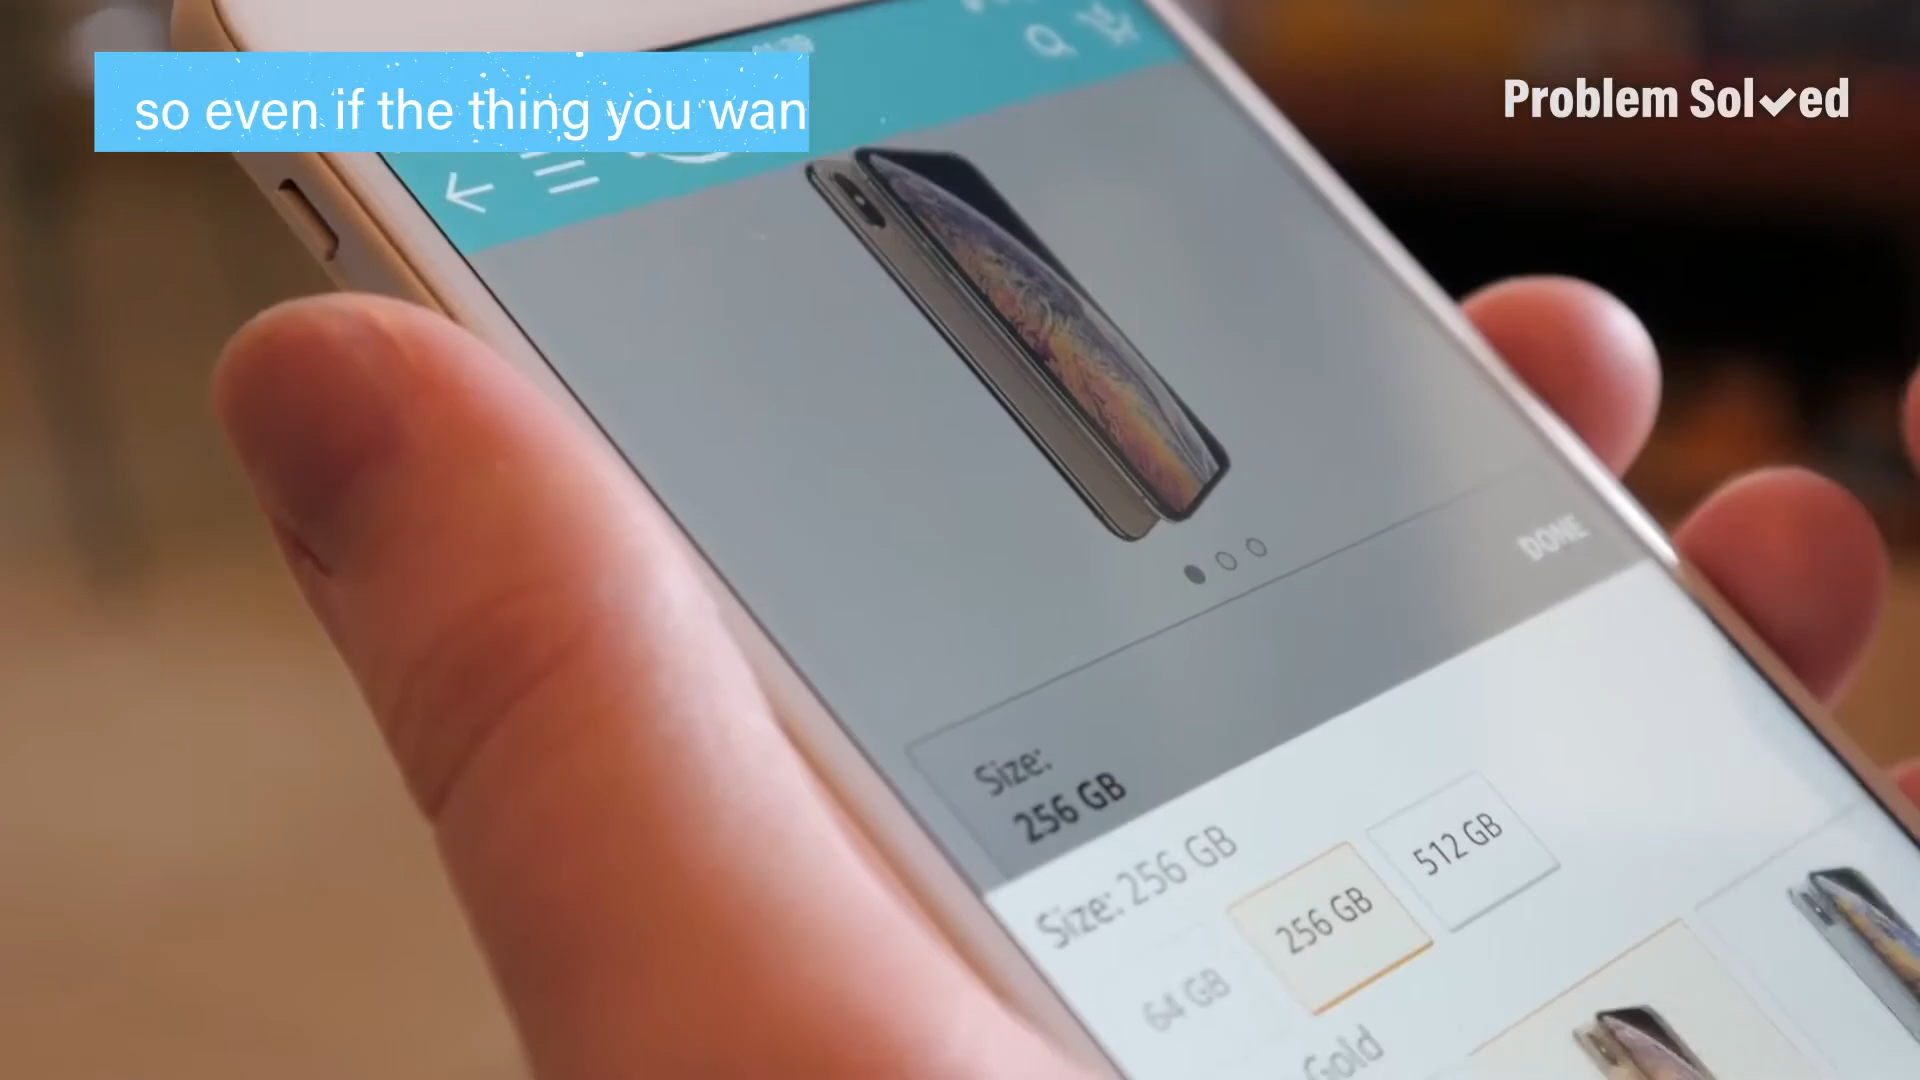 so even if the thing you wan
Problem Solved
DONE
Size:
256 GB
Size: 256 GB
64 GB
256 GB
512 GB
Gold